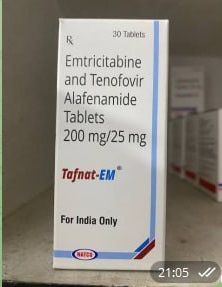 30 Tablets
Rx
Emtricitabine
and Tenofovir
Alafenamide
Tablets
200 mg/25 mg
Tafnat-EM®
For India Only
NATCO
21:05